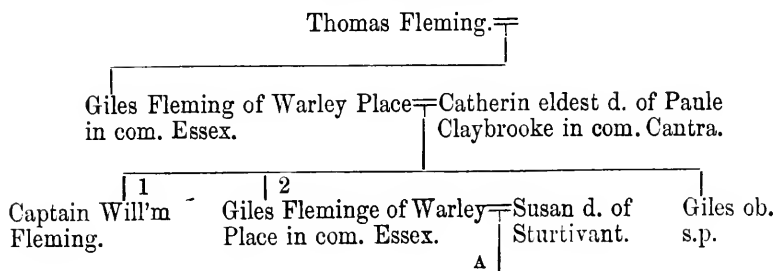 Thomas Fleming.
Giles Fleming of Warley Place
in com. Essex.
Catherin eldest d. of Paule
Claybrooke in com. Cantra.
1
2
Captain Will'm
Fleming.
Giles Fleminge of Warley
Place in com. Essex.
Susan d. of
Sturtivant.
Giles ob.
s.p.
A